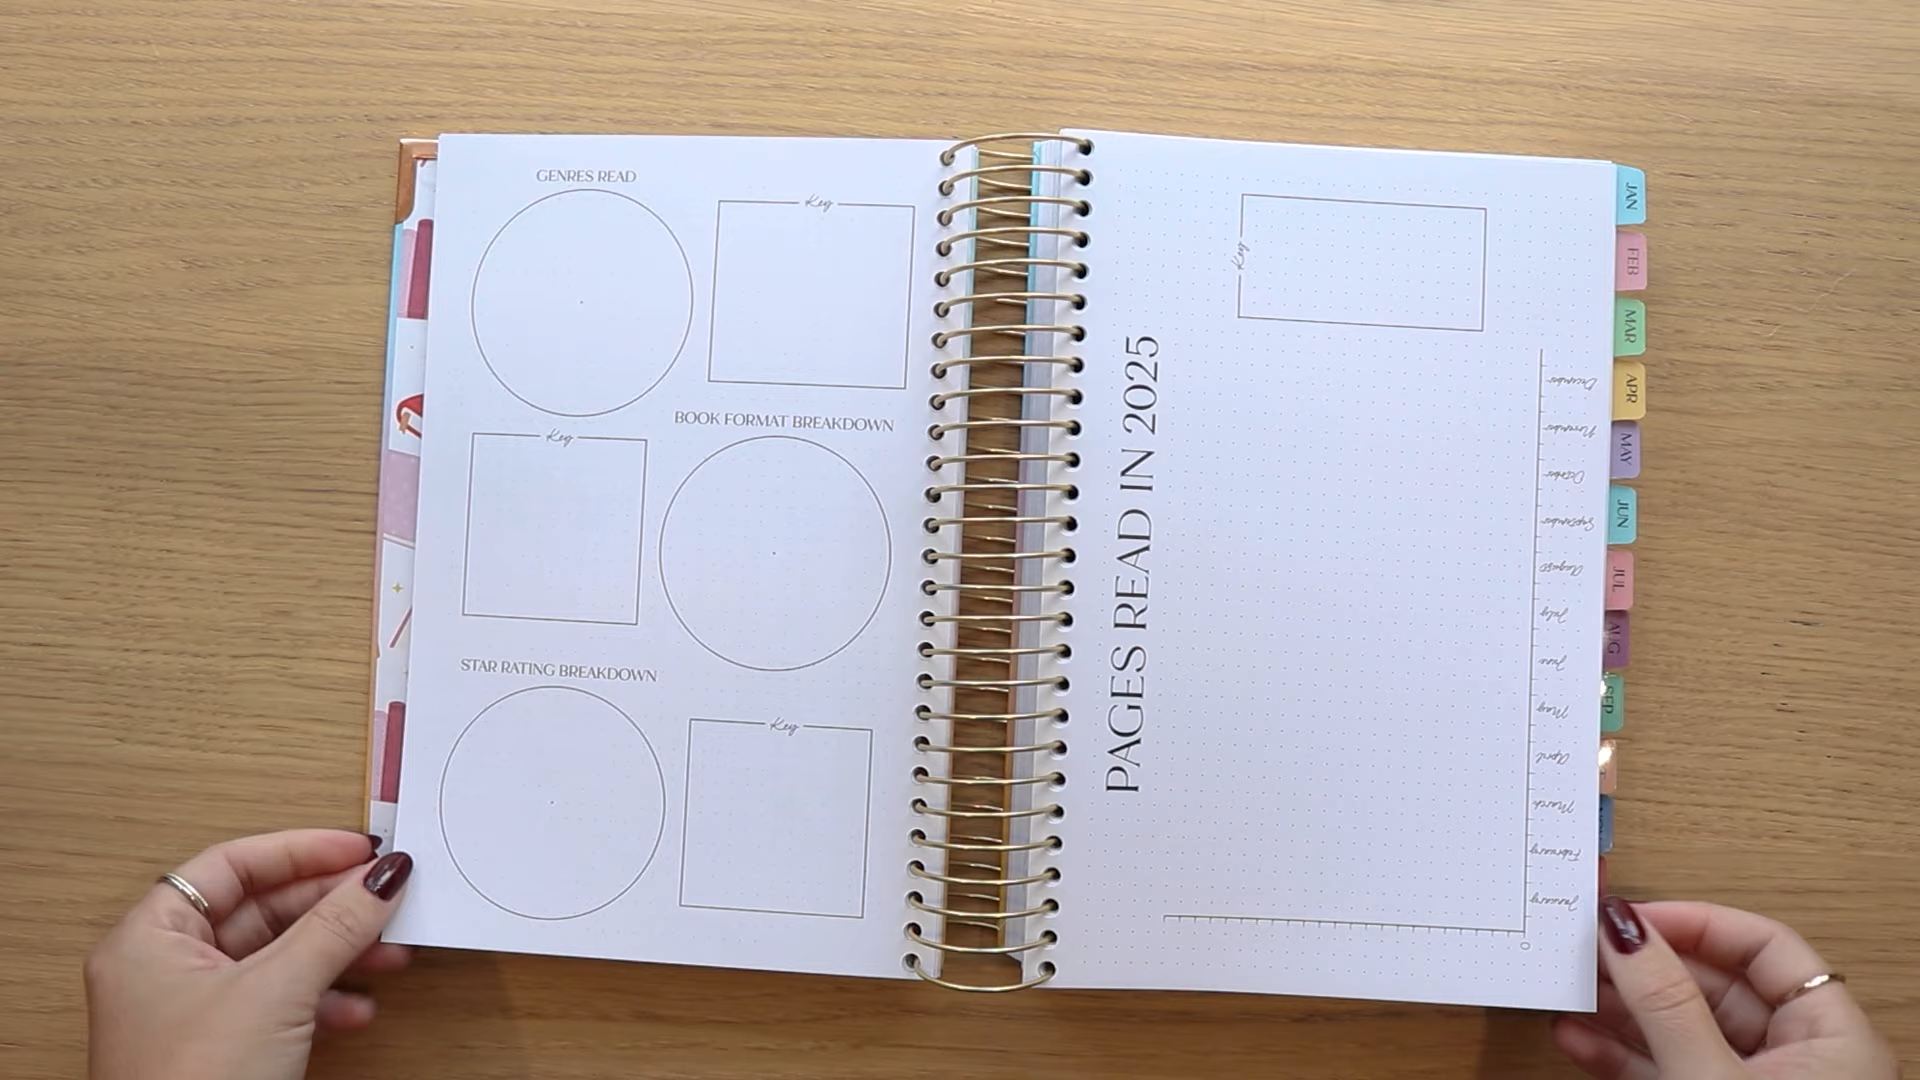 GENRES READ
Key
Key
BOOK FORMAT BREAKDOWN
STAR RATING BREAKDOWN
Key
PAGES READ IN 2025
Key
December
November
October
September
August
July
June
May
April
March
February
January
0
JAN
FEB
MAR
APR
MAY
JUN
JUL
AUG
SEP